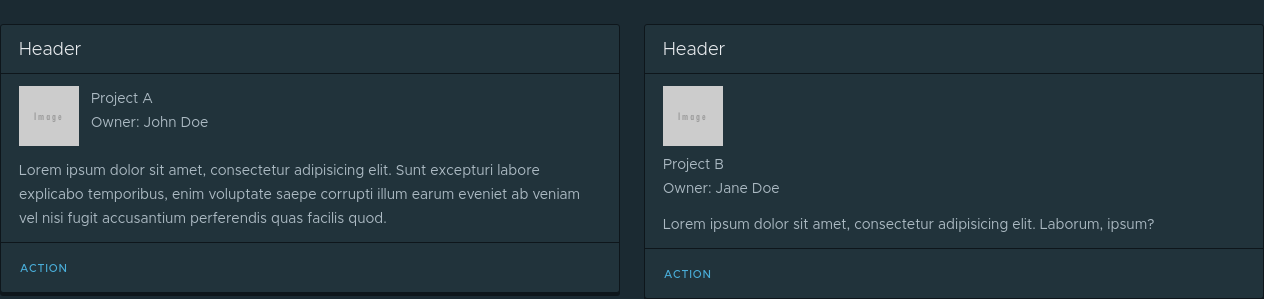 Header
Image
Project A
Owner: John Doe
Lorem ipsum dolor sit amet, consectetur adipisicing elit. Sunt excepturi labore
explicabo temporibus, enim voluptate saepe corrupti illum earum eveniet ab veniam
vel nisi fugit accusantium perferendis quas facilis quod.
ACTION
Header
Image
Project B
Owner: Jane Doe
Lorem ipsum dolor sit amet, consectetur adipisicing elit. Laborum, ipsum?
ACTION